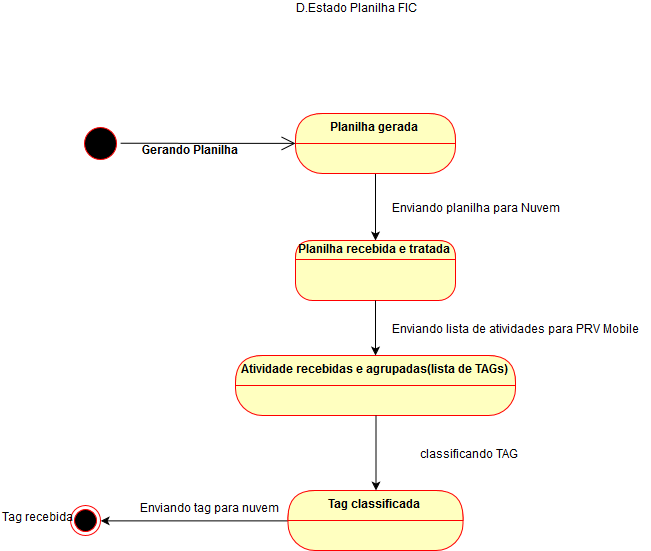 D.Estado Planilha FIC
Planilha gerada
Gerando Planilha
Enviando planilha para Nuvem
Planilha recebida e tratada
Enviando lista de atividades para PRV Mobile
Atividade recebidas e agrupadas(lista de TAGs)
classificando TAG
Tag classificada
Enviando tag para nuvem
Tag recebida